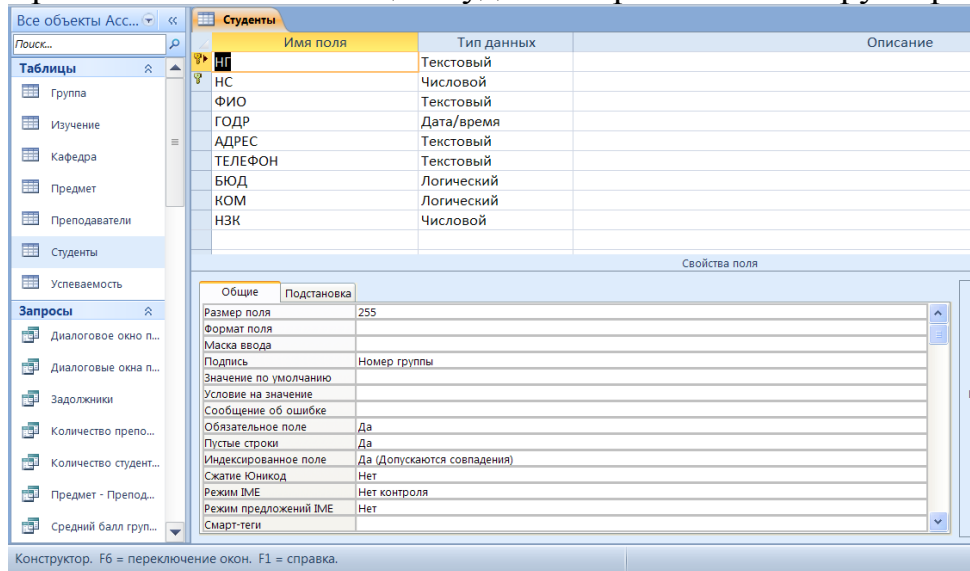 Все объекты Acc...
«
Студенты
Поиск...
Таблицы
Группа
Изучение
Кафедра
Предмет
Преподаватели
Студенты
Успеваемость
Запросы
Диалоговое окно п...
Диалоговые окна п...
Задолжники
Количество препо...
Количество студент...
Предмет - Препод...
Средний балл груп...
Имя поля Тип данных Описание
НГ Текстовый
НС Числовой
ФИО Текстовый
ГОДР Дата/время
АДРЕС Текстовый
ТЕЛЕФОН Текстовый
БЮД Логический
КОМ Логический
НЗК Числовой
Свойства поля
Общие Подстановка
Размер поля 255
Формат поля
Маска ввода
Подпись Номер группы
Значение по умолчанию
Условие на значение
Сообщение об ошибке
Обязательное поле Да
Пустые строки Да
Индексированное поле Да (Допускаются совпадения)
Сжатие Юникод Нет
Режим IME Нет контроля
Режим предложений IME Нет
Смарт-теги
Конструктор. F6 = переключение окон. F1 = справка.